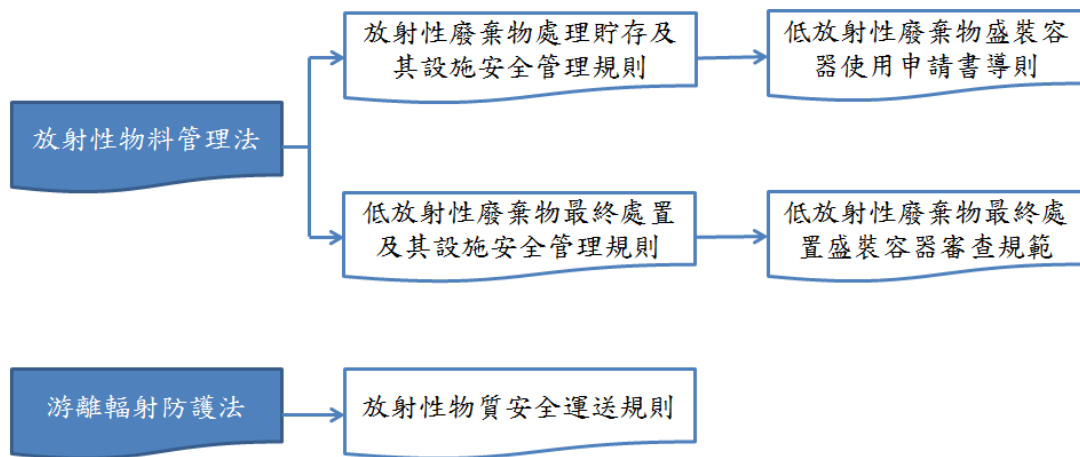 放射性物料管理法
放射性廢棄物處理貯存及
其設施安全管理規則
低放射性廢棄物盛裝容
器使用申請書導則
低放射性廢棄物最終處置
及其設施安全管理規則
低放射性廢棄物最終處
置盛裝容器審查規範
游離輻射防護法
放射性物質安全運送規則